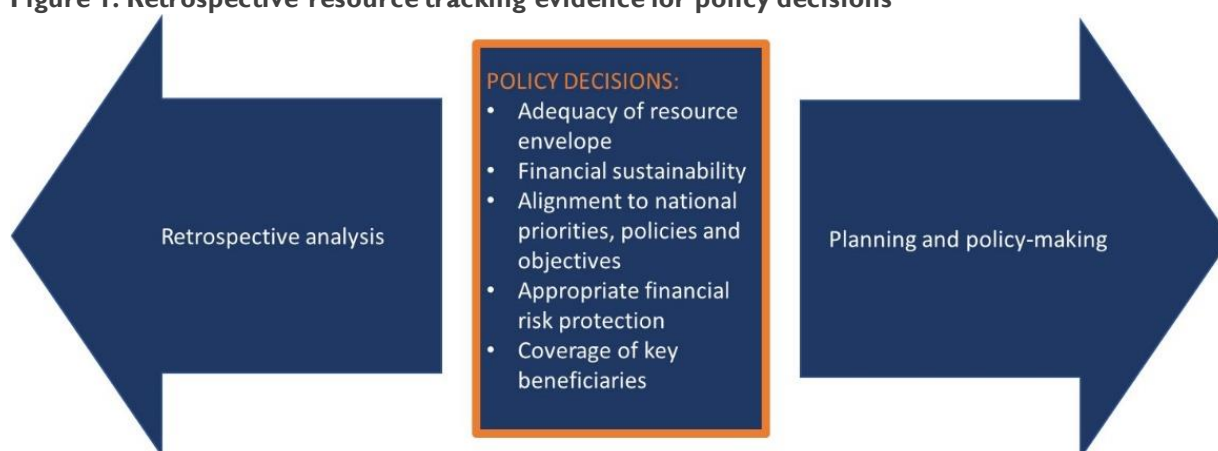 Figure 1. Retrospective resource tracking evidence for policy decisions
Retrospective analysis
POLICY DECISIONS:
• Adequacy of resource
envelope
• Financial sustainability
• Alignment to national
priorities, policies and
objectives
• Appropriate financial
risk protection
• Coverage of key
beneficiaries
Planning and policy-making